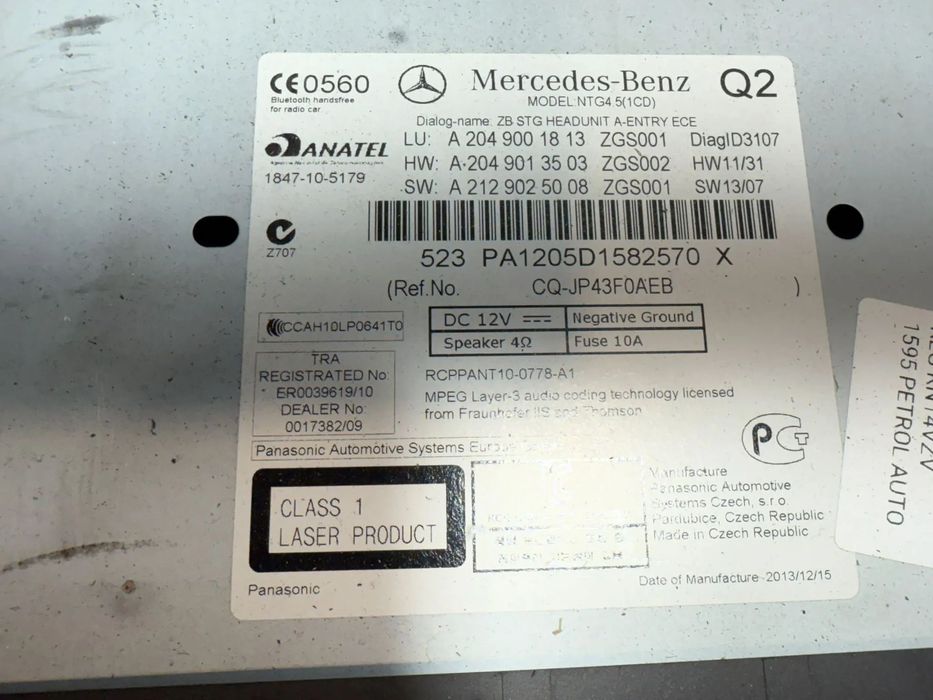 CE0560
Bluetooth handsfree
for radio car
Mercedes-Benz
Q2
MODEL:NTG4.5(1CD)
Dialog-name: ZB STG HEADUNIT A-ENTRY ECE
ANATEL
1847-10-5179
LU: A 204 900 18 13 ZGS001 DiagID3107
HW: A-204 901 35 03 ZGS002 HW11/31
SW: A 212 902 50 08 ZGS001 SW13/07
Z707
523 PA1205D1582570 X
(Ref.No. CQ-JP43F0AEB )
CCAH10LP0641T0
DC 12V Negative Ground
Speaker 4Ω Fuse 10A
TRA
REGISTRATED No:
ER0039619/10
DEALER No:
0017382/09
RCPPANT10-0778-A1
MPEG Layer-3 audio coding technology licensed
from Fraunhofer IIS and Thomson
Panasonic Automotive Systems
CLASS 1
LASER PRODUCT
Manufacture
Panasonic Automotive
Systems Czech, s.r.o.
Pardubice, Czech Republic
Made in Czech Republic
Panasonic
Date of Manufacture 2013/12/15
1595 PETROL AUTO